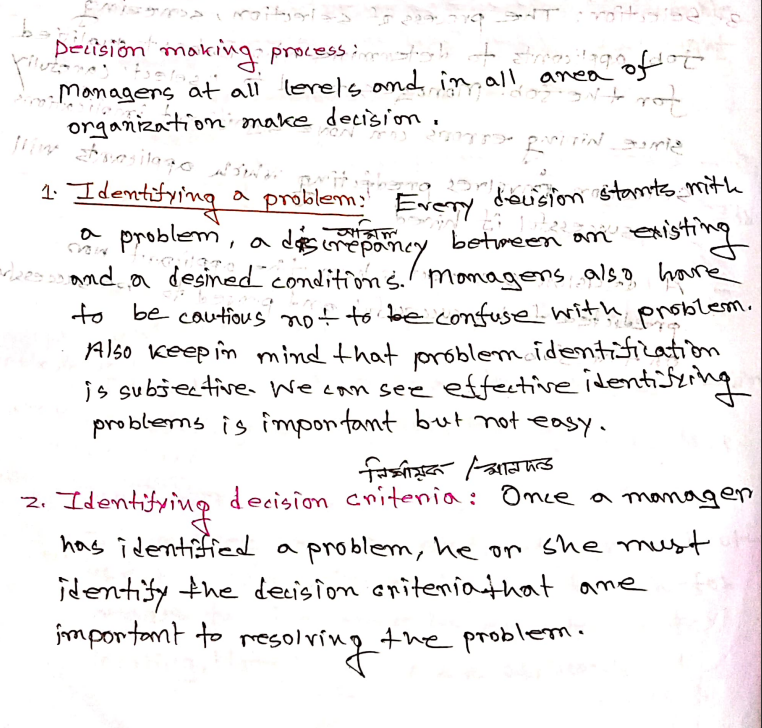 Decision making process:
Managers at all levels and in all area of
organization make decision.
1. Identifying a problem: Every decision starts with
অমিল
a problem, a discrepancy between an existing
and a desired conditions. Managers also have
to be cautious not to be confuse with problem.
Also keep in mind that problem identification
is subjective. We can see effective identifying
problems is important but not easy.
নির্ণায়ক / মানদন্ড
2. Identifying decision criteria: Once a manager
has identified a problem, he or she must
identify the decision criteria that are
important to resolving the problem.